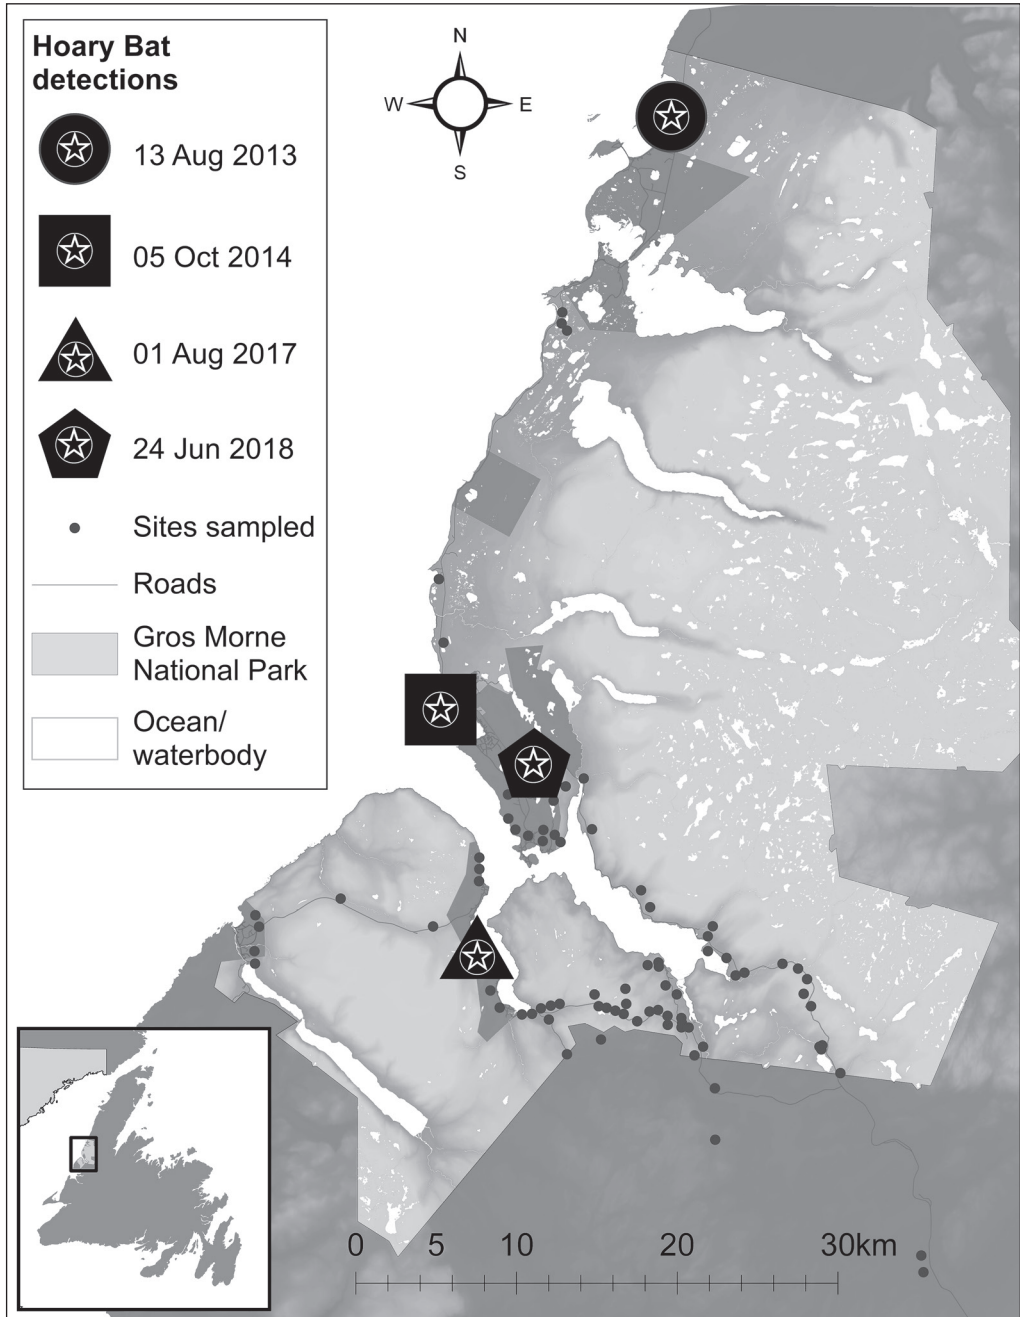 Hoary Bat
detections
13 Aug 2013
05 Oct 2014
01 Aug 2017
24 Jun 2018
Sites sampled
Roads
Gros Morne
National Park
Ocean/
waterbody
N
W E
S
0 5 10 20 30km